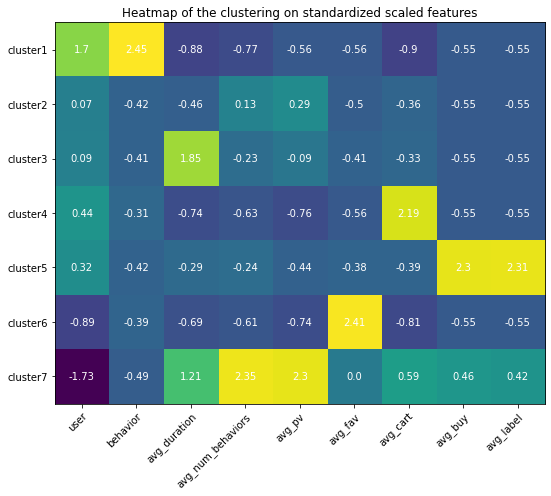 Heatmap of the clustering on standardized scaled features
cluster1 1.7 2.45 -0.88 -0.77 -0.56 -0.56 -0.9 -0.55 -0.55
cluster2 0.07 -0.42 -0.46 0.13 0.29 -0.5 -0.36 -0.55 -0.55
cluster3 0.09 -0.41 1.85 -0.23 -0.09 -0.41 -0.33 -0.55 -0.55
cluster4 0.44 -0.31 -0.74 -0.63 -0.76 -0.56 2.19 -0.55 -0.55
cluster5 0.32 -0.42 -0.29 -0.24 -0.44 -0.38 -0.39 2.3 2.31
cluster6 -0.89 -0.39 -0.69 -0.61 -0.74 2.41 -0.81 -0.55 -0.55
cluster7 -1.73 -0.49 1.21 2.35 2.3 0.0 0.59 0.46 0.42
user behavior avg_duration avg_num_behaviors avg_pv avg_fav avg_cart avg_buy avg_label